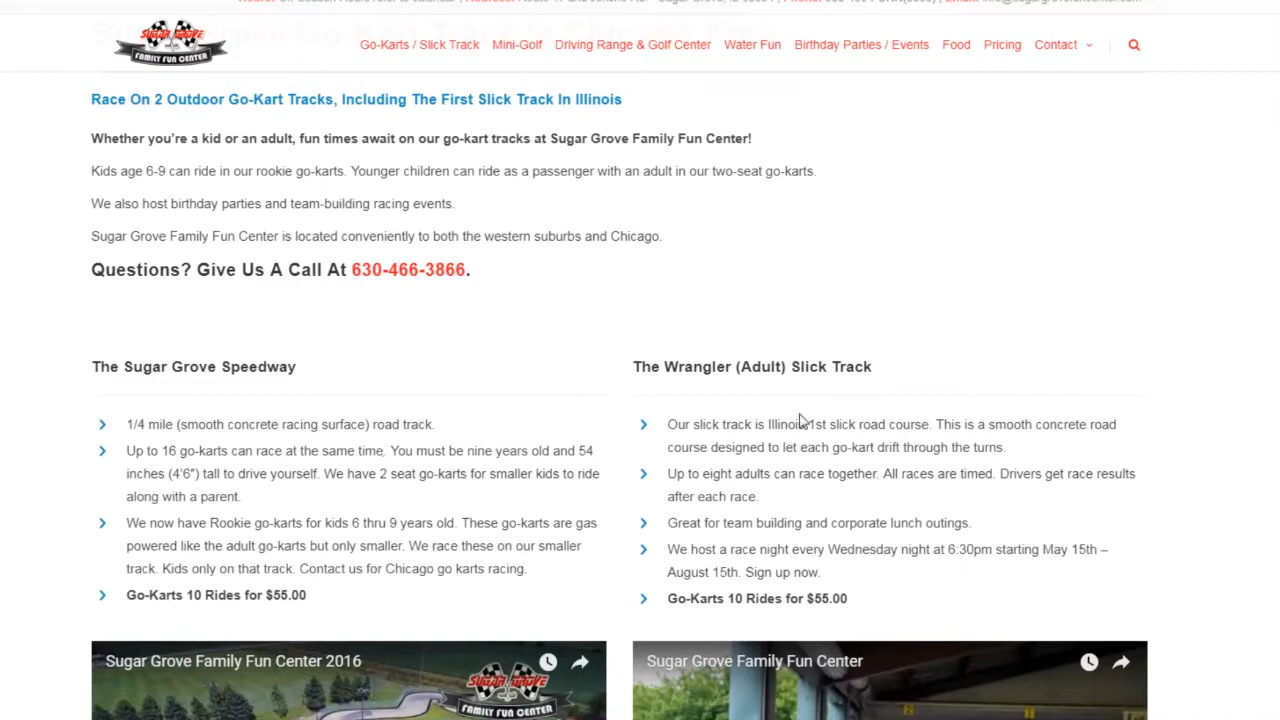 SUGAR GROVE
FAMILY FUN CENTER
Go-Karts / Slick Track Mini-Golf Driving Range & Golf Center Water Fun Birthday Parties / Events Food Pricing Contact
Race On 2 Outdoor Go-Kart Tracks, Including The First Slick Track In Illinois
Whether you're a kid or an adult, fun times await on our go-kart tracks at Sugar Grove Family Fun Center!
Kids age 6-9 can ride in our rookie go-karts. Younger children can ride as a passenger with an adult in our two-seat go-karts.
We also host birthday parties and team-building racing events.
Sugar Grove Family Fun Center is located conveniently to both the western suburbs and Chicago.
Questions? Give Us A Call At 630-466-3866.
The Sugar Grove Speedway
1/4 mile (smooth concrete racing surface) road track.
Up to 16 go-karts can race at the same time. You must be nine years old and 54
inches (4'6") tall to drive yourself. We have 2 seat go-karts for smaller kids to ride
along with a parent.
We now have Rookie go-karts for kids 6 thru 9 years old. These go-karts are gas
powered like the adult go-karts but only smaller. We race these on our smaller
track. Kids only on that track. Contact us for Chicago go karts racing.
Go-Karts 10 Rides for $55.00
The Wrangler (Adult) Slick Track
Our slick track is Illinois 1st slick road course. This is a smooth concrete road
course designed to let each go-kart drift through the turns.
Up to eight adults can race together. All races are timed. Drivers get race results
after each race.
Great for team building and corporate lunch outings.
We host a race night every Wednesday night at 6:30pm starting May 15th –
August 15th. Sign up now.
Go-Karts 10 Rides for $55.00
Sugar Grove Family Fun Center 2016
SUGAR GROVE
FAMILY FUN CENTER
Sugar Grove Family Fun Center